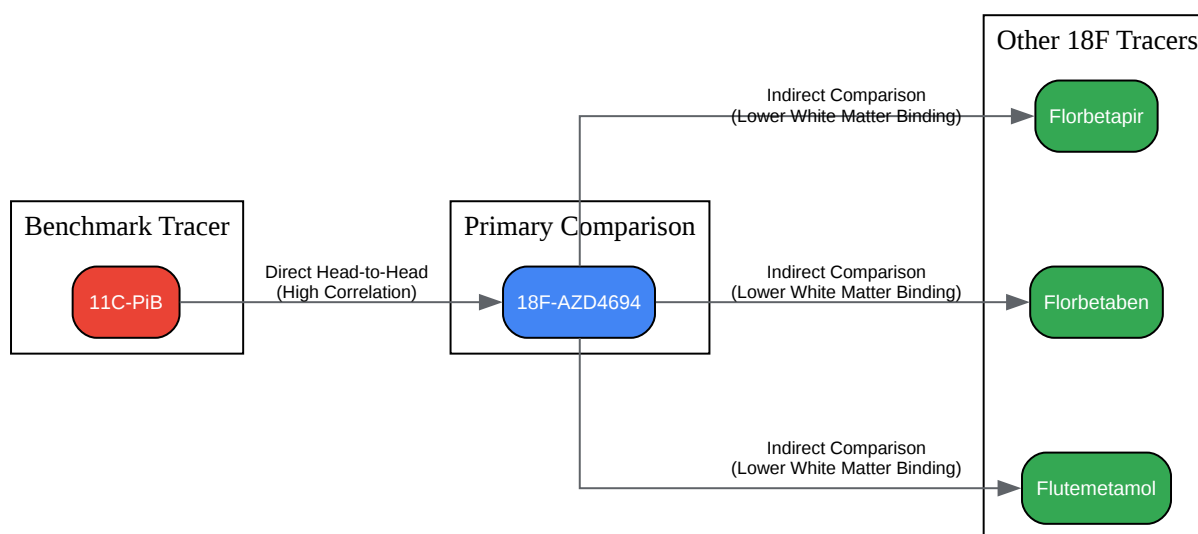 Other 18F Tracers
Indirect Comparison
(Lower White Matter Binding)
Florbetapir
Benchmark Tracer
Primary Comparison
11C-PiB
Direct Head-to-Head
(High Correlation)
18F-AZD4694
Indirect Comparison
(Lower White Matter Binding)
Florbetaben
Indirect Comparison
(Lower White Matter Binding)
Flutemetamol